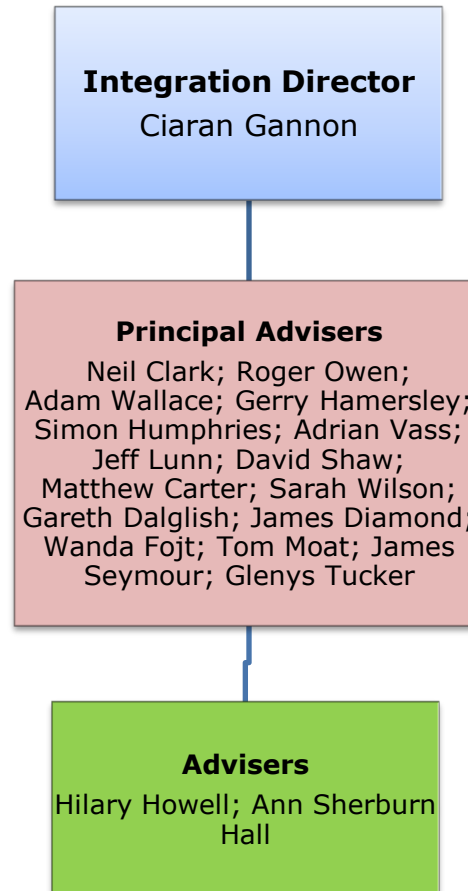 Integration Director
Ciaran Gannon
Principal Advisers
Neil Clark; Roger Owen;
Adam Wallace; Gerry Hamersley;
Simon Humphries; Adrian Vass;
Jeff Lunn; David Shaw;
Matthew Carter; Sarah Wilson;
Gareth Dalglish; James Diamond;
Wanda Fojt; Tom Moat; James
Seymour; Glenys Tucker
Advisers
Hilary Howell; Ann Sherburn
Hall